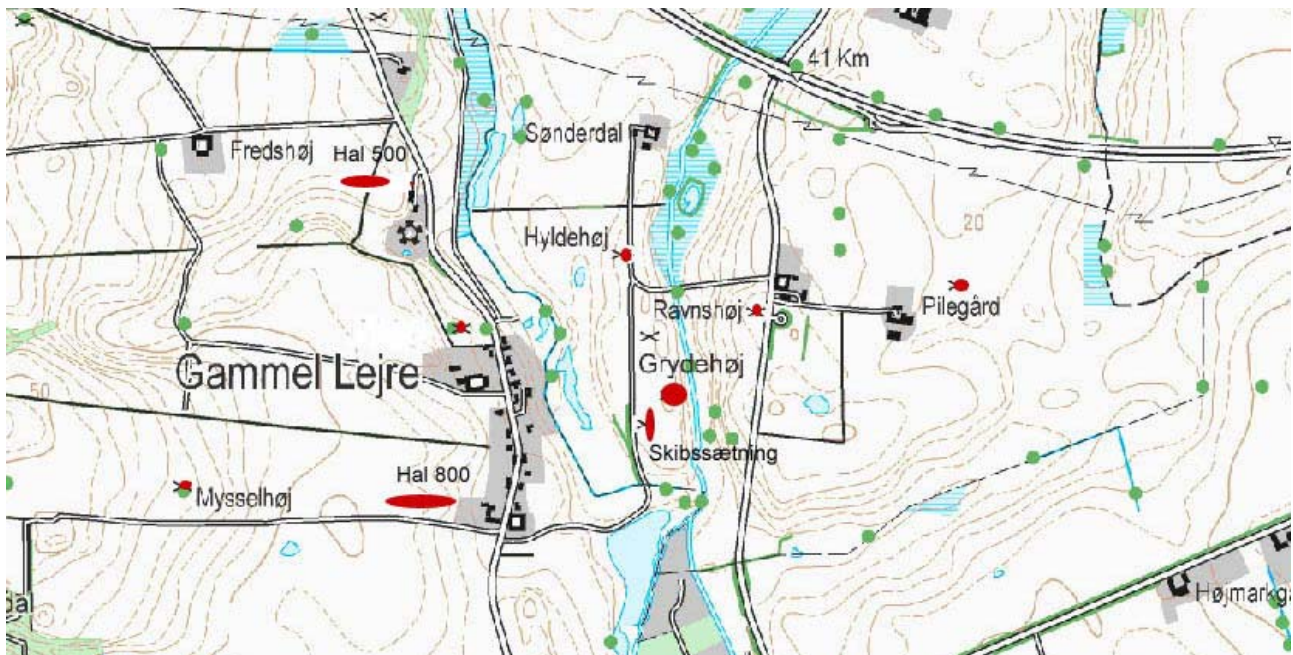 41 Km
Sønderdal
Fredshøj
Hal 500
20
Hyldehøj
Ravnshøj
Pilegård
Grydehøj
Gammel Lejre
50
Skibssætning
Hal 800
Mysselhøj
Højmarkgå
dal